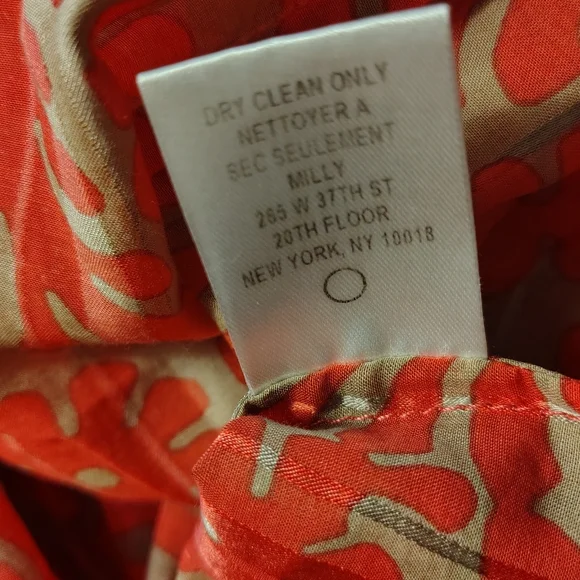 DRY CLEAN ONLY
NETTOYER A
SEC SEULEMENT
MILLY
265 W 37TH ST
20TH FLOOR
NEW YORK, NY 10018